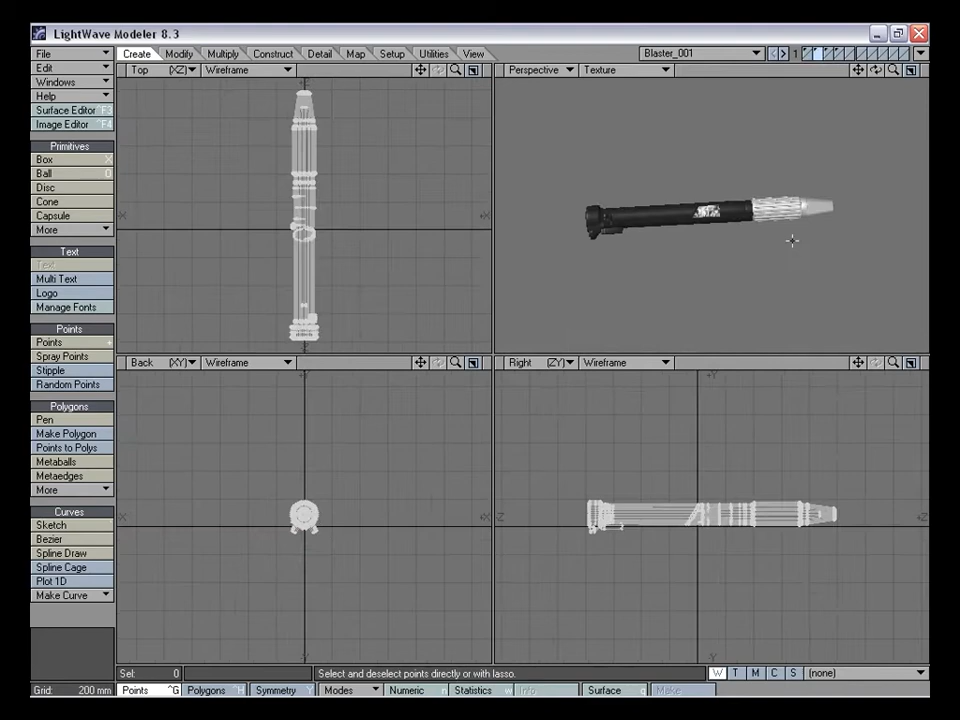 LightWave Modeler 8.3
File
Create Modify Multiply Construct Detail Map Setup Utilities View
Blaster_001
1
Edit
Top (XZ) Wireframe
Perspective Texture
Windows
Help
Surface Editor ^F3
Image Editor ^F4
Primitives
Box X
Ball O
Disc
Cone
Capsule
More
Text
Text
Multi Text
Logo
Manage Fonts
Points
Points +
Spray Points
Back (XY) Wireframe
Right (ZY) Wireframe
Stipple
Random Points
Polygons
Pen
Make Polygon
Points to Polys
Metaballs
Metaedges
More
Curves
Sketch
Bezier
Spline Draw
Spline Cage
Plot 1D
Make Curve
Sel: 0
Select and deselect points directly or with lasso.
W T M C S (none)
Grid: 200 mm
Points ^G Polygons ^H Symmetry Y Modes Numeric n Statistics w Info Surface q Make